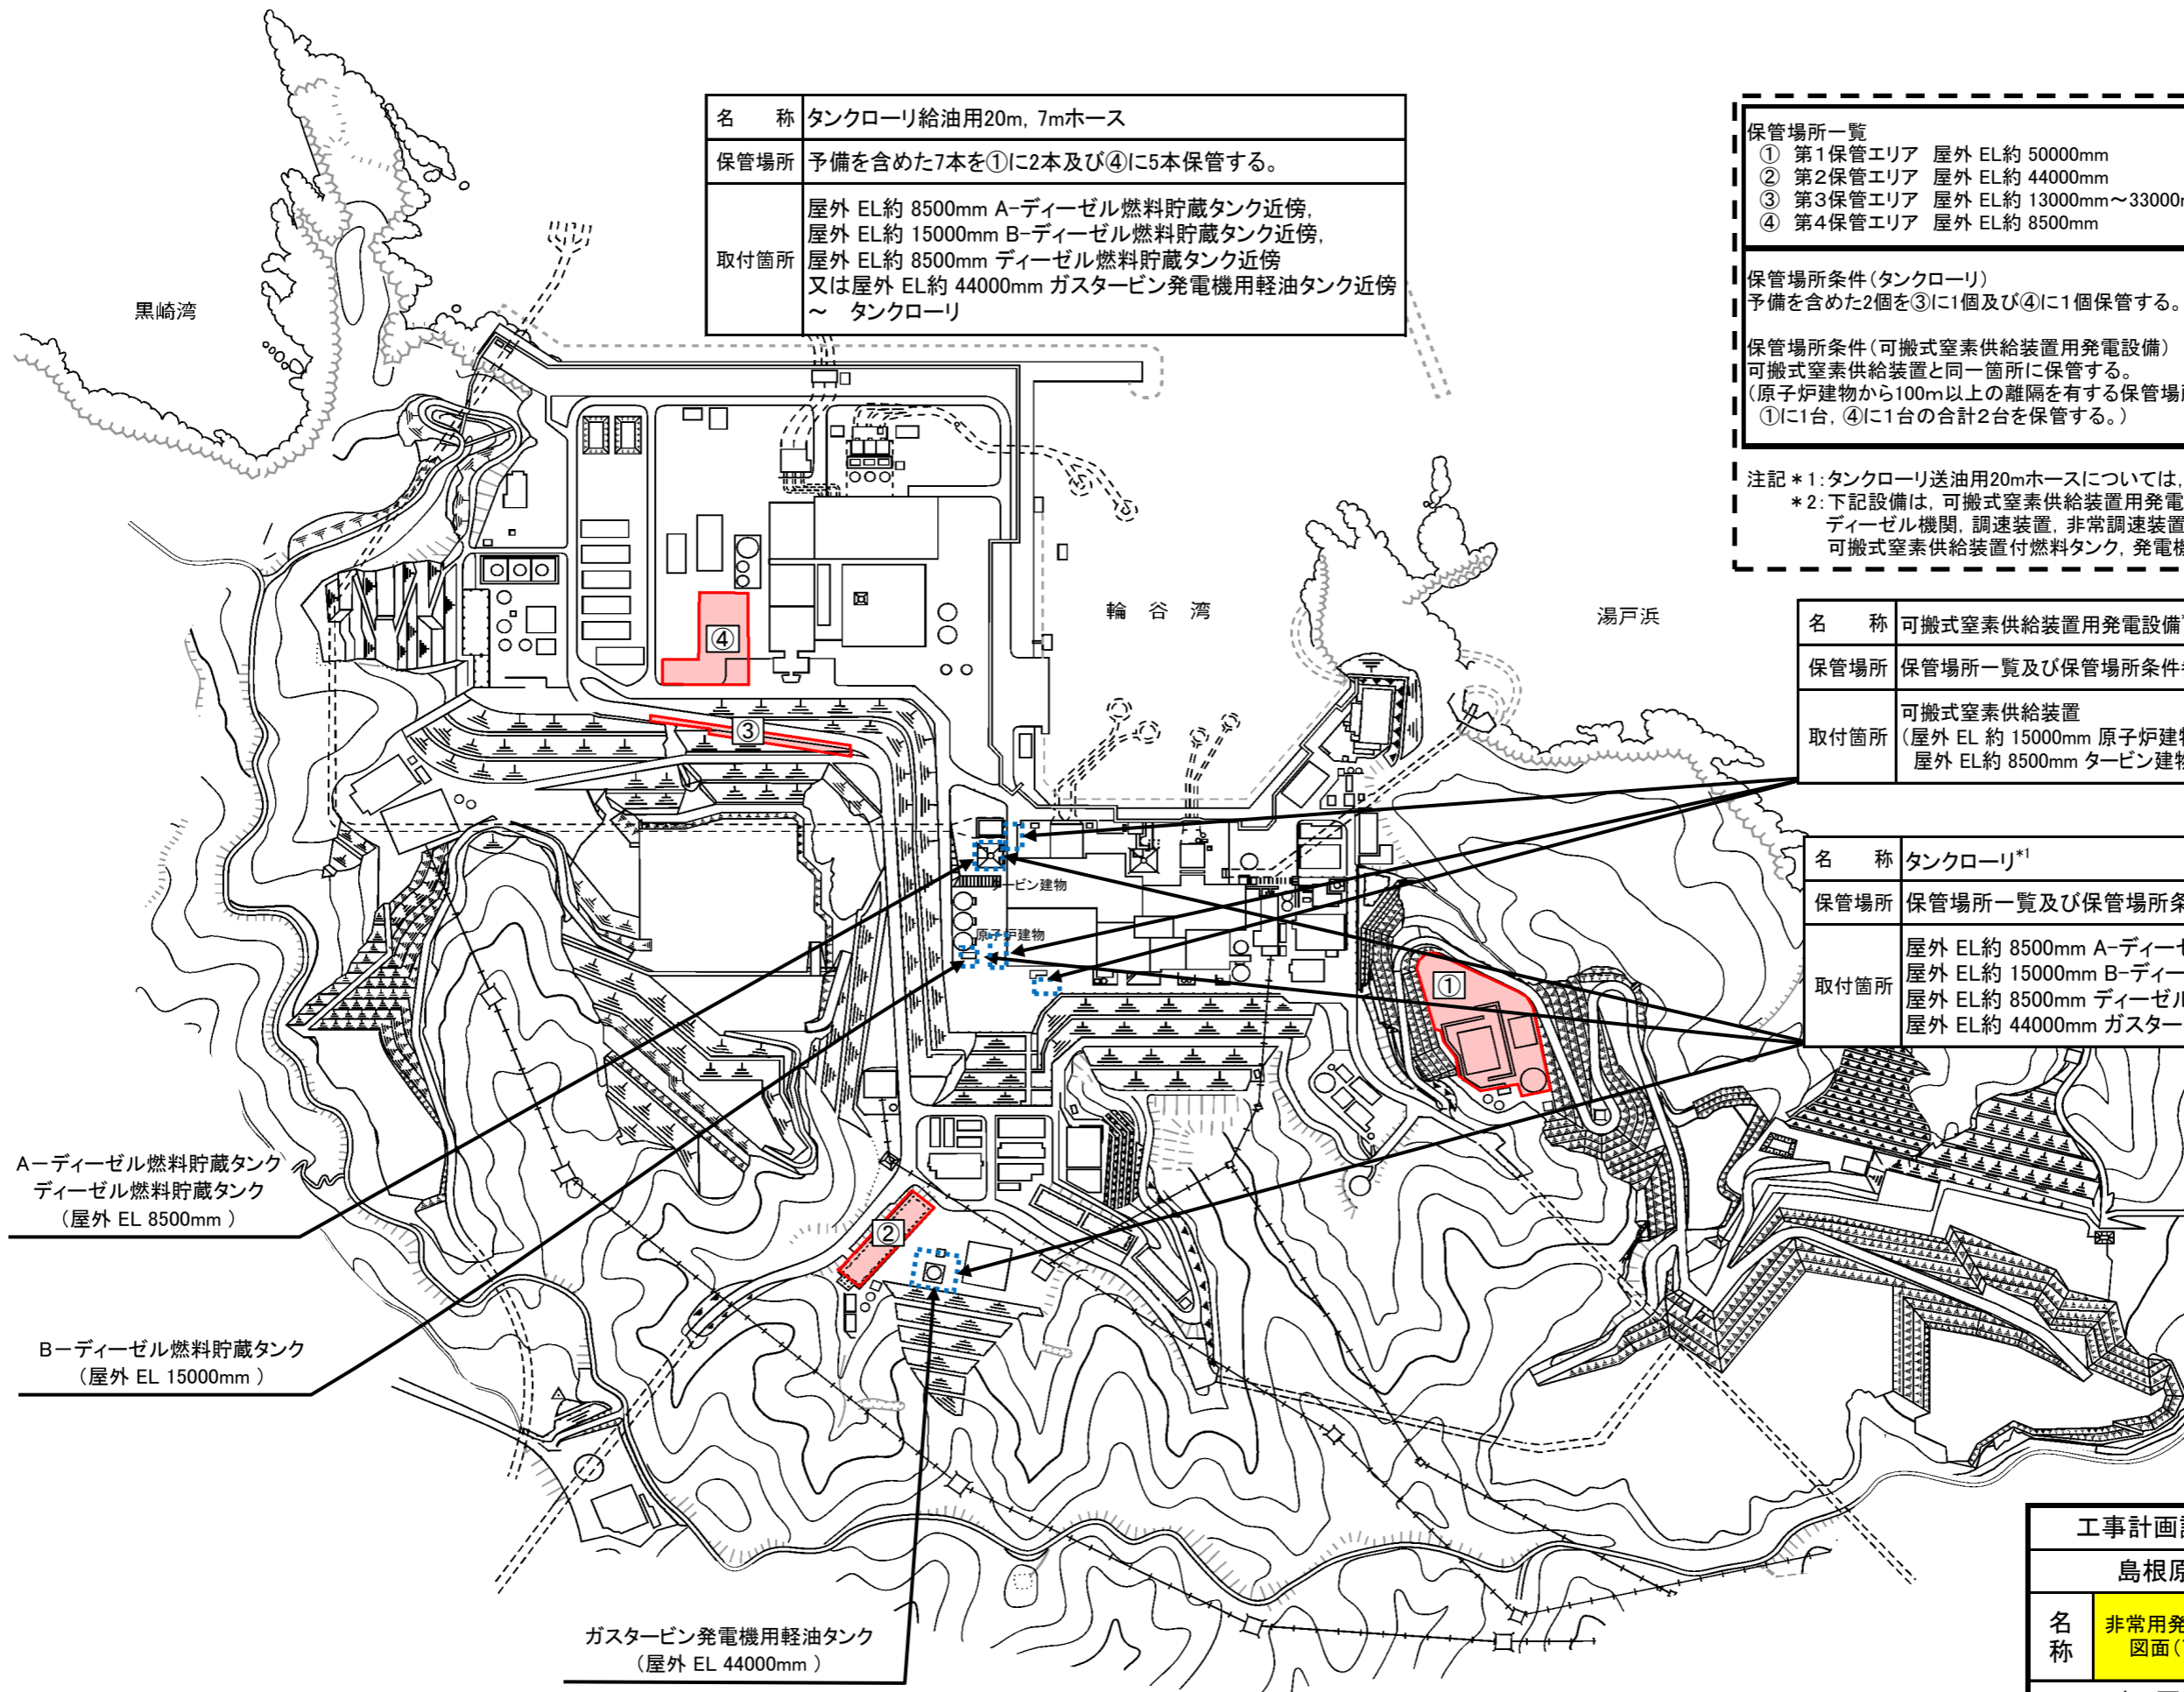 名　称 タンクローリ給油用20m, 7mホース
保管場所 予備を含めた7本を①に2本及び④に5本保管する。
取付箇所 屋外 EL約 8500mm A-ディーゼル燃料貯蔵タンク近傍,
屋外 EL約 15000mm B-ディーゼル燃料貯蔵タンク近傍,
屋外 EL約 8500mm ディーゼル燃料貯蔵タンク近傍
又は屋外 EL約 44000mm ガスタービン発電機用軽油タンク近傍
～　タンクローリ
保管場所一覧
① 第1保管エリア 屋外 EL約 50000mm
② 第2保管エリア 屋外 EL約 44000mm
③ 第3保管エリア 屋外 EL約 13000mm～33000m
④ 第4保管エリア 屋外 EL約 8500mm
保管場所条件(タンクローリ)
予備を含めた2個を③に1個及び④に1個保管する。
保管場所条件(可搬式窒素供給装置用発電設備)
可搬式窒素供給装置と同一箇所に保管する。
(原子炉建物から100m以上の離隔を有する保管場所
①に1台, ④に1台の合計2台を保管する。)
注記＊1：タンクローリ送油用20mホースについては,
＊2：下記設備は, 可搬式窒素供給装置用発電
ディーゼル機関, 調速装置, 非常調速装置
可搬式窒素供給装置付燃料タンク, 発電機
黒崎湾
輪谷湾
湯戸浜
名　称 可搬式窒素供給装置用発電設備
保管場所 保管場所一覧及び保管場所条件
取付箇所 可搬式窒素供給装置
(屋外 EL 約 15000mm 原子炉建物
屋外 EL約 8500mm タービン建物
名　称 タンクローリ*1
保管場所 保管場所一覧及び保管場所条
取付箇所 屋外 EL約 8500mm A-ディーゼ
屋外 EL約 15000mm B-ディー
屋外 EL約 8500mm ディーゼル
屋外 EL約 44000mm ガスター
④
③
タービン建物
原子炉建物
①
②
A-ディーゼル燃料貯蔵タンク
ディーゼル燃料貯蔵タンク
(屋外 EL 8500mm )
B-ディーゼル燃料貯蔵タンク
(屋外 EL 15000mm )
ガスタービン発電機用軽油タンク
(屋外 EL 44000mm )
工事計画
島根原
名称 非常用発
図面(